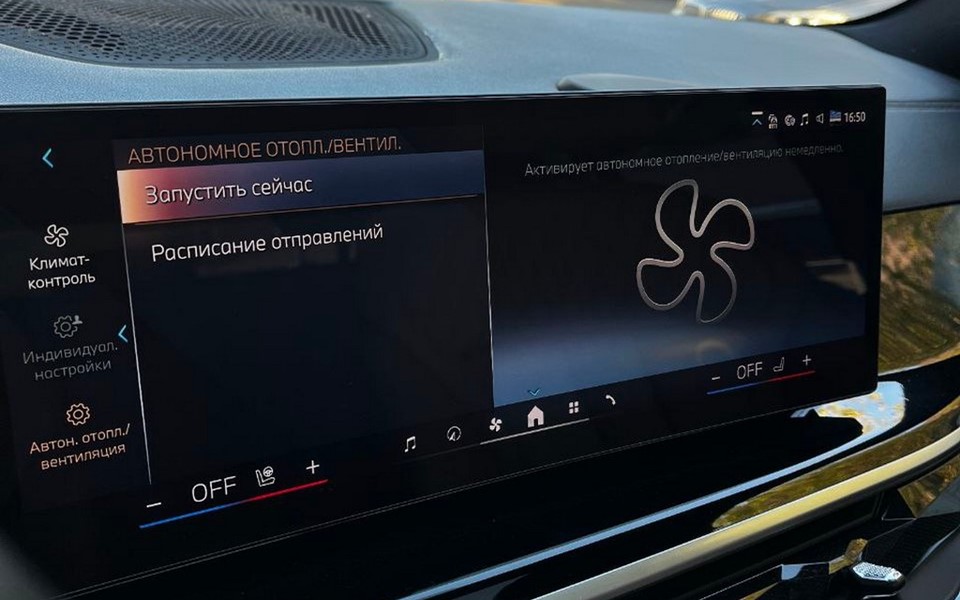 16:50
АВТОНОМНОЕ ОТОПЛ./ВЕНТИЛ.
Запустить сейчас
Расписание отправлений
Активирует автономное отопление/вентиляцию немедленно.
Климат-
контроль
Индивидуал.
настройки
Автон. отопл./
вентиляция
− OFF +
− OFF +